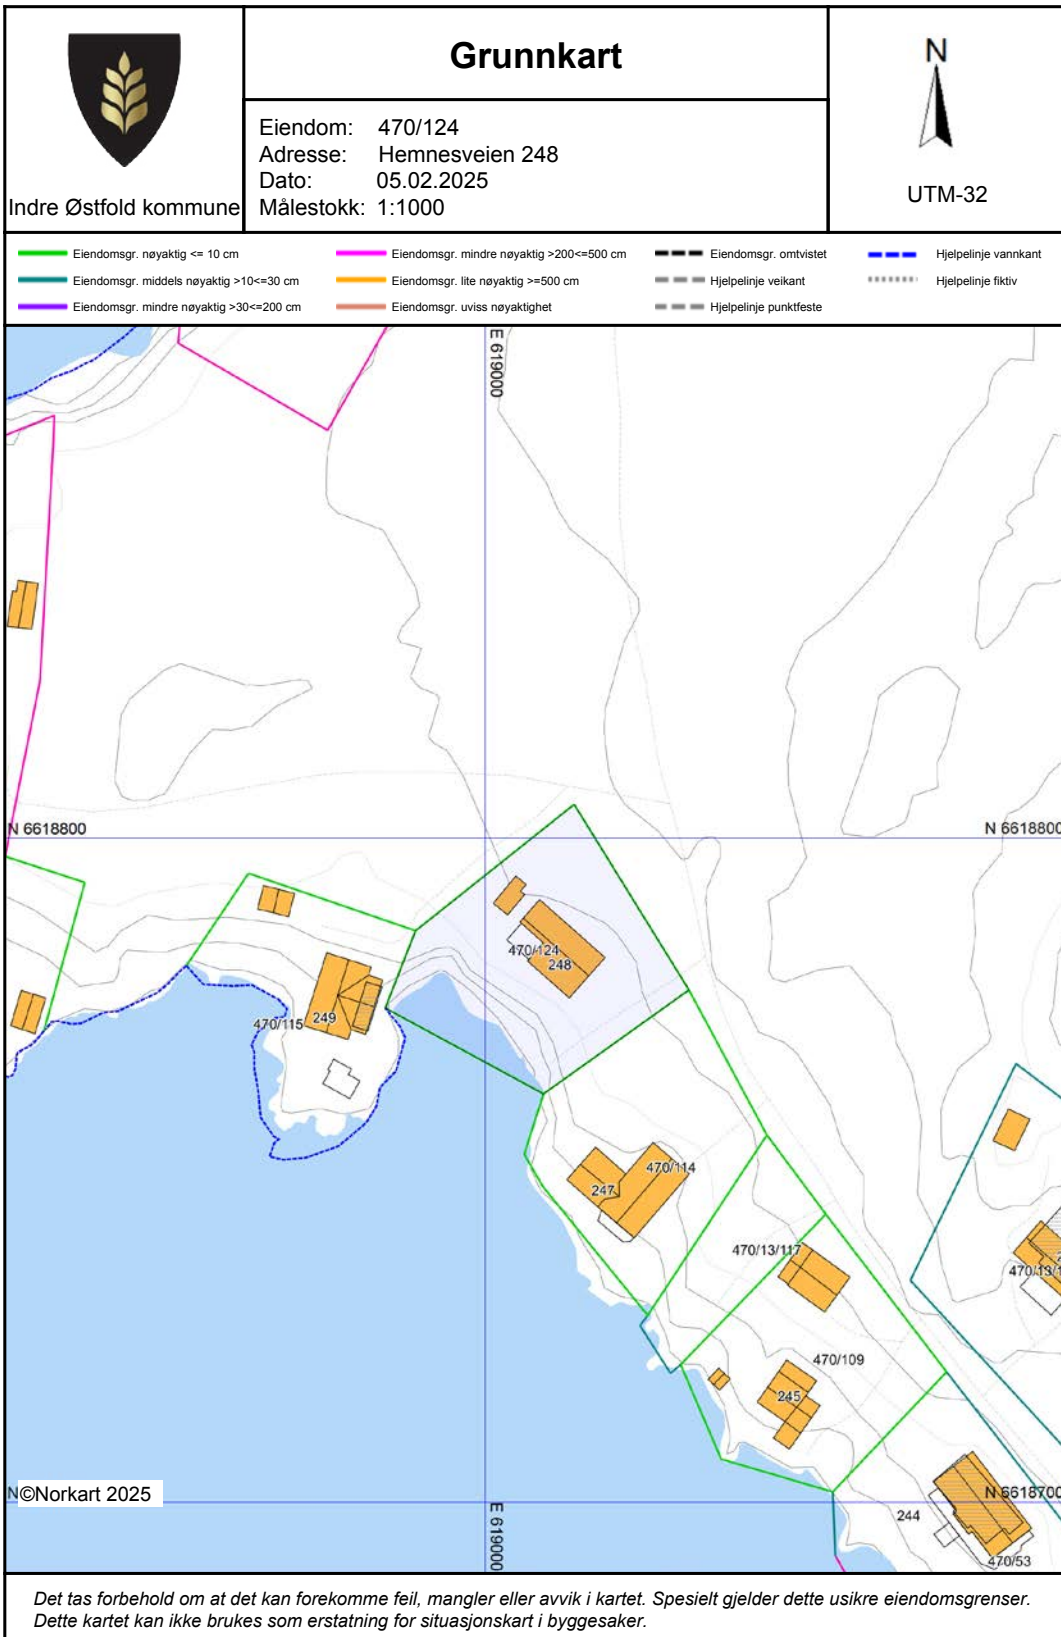 Grunnkart
Eiendom: 470/124
Adresse: Hemnesveien 248
Dato: 05.02.2025
Målestokk: 1:1000
Indre Østfold kommune
N
UTM-32
Eiendomsgr. nøyaktig <= 10 cm
Eiendomsgr. middels nøyaktig >10<=30 cm
Eiendomsgr. mindre nøyaktig >30<=200 cm
Eiendomsgr. mindre nøyaktig >200<=500 cm
Eiendomsgr. lite nøyaktig >=500 cm
Eiendomsgr. uviss nøyaktighet
Eiendomsgr. omtvistet
Hjelpelinje veikant
Hjelpelinje punktfeste
Hjelpelinje vannkant
Hjelpelinje fiktiv
E 619000
N 6618800
N 6618800
470/124
248
470/115
249
470/114
247
470/13/117
470/13/1
470/109
245
N
©Norkart 2025
E 619000
N 6618700
244
470/53
Det tas forbehold om at det kan forekomme feil, mangler eller avvik i kartet. Spesielt gjelder dette usikre eiendomsgrenser.
Dette kartet kan ikke brukes som erstatning for situasjonskart i byggesaker.